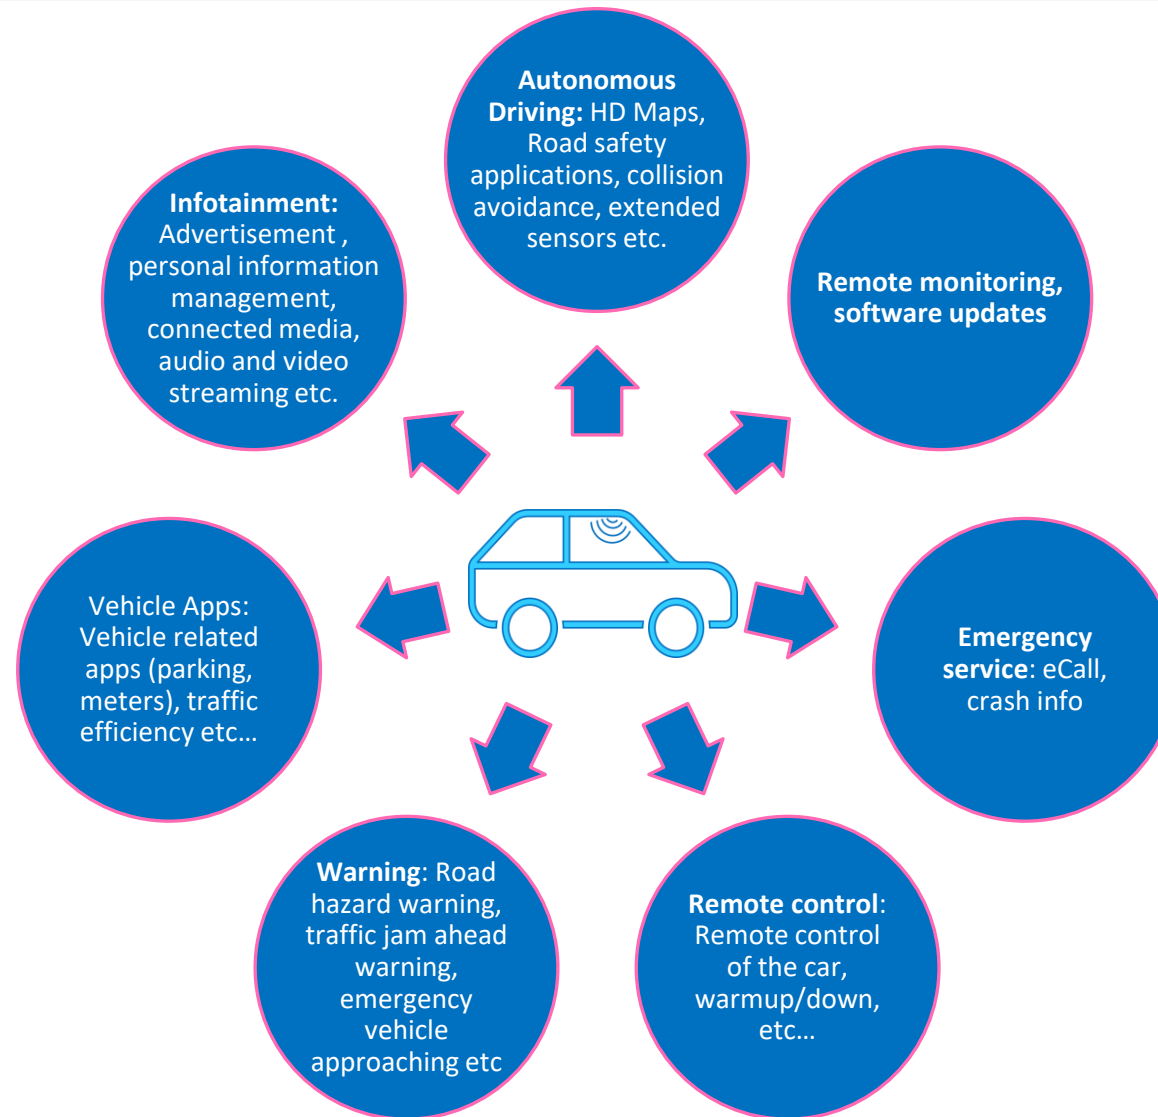 Autonomous
Driving: HD Maps,
Road safety
applications, collision
avoidance, extended
sensors etc.
Infotainment:
Advertisement ,
personal information
management,
connected media,
audio and video
streaming etc.
Remote monitoring,
software updates
Vehicle Apps:
Vehicle related
apps (parking,
meters), traffic
efficiency etc…
Emergency
service: eCall,
crash info
Warning: Road
hazard warning,
traffic jam ahead
warning,
emergency
vehicle
approaching etc
Remote control:
Remote control
of the car,
warmup/down,
etc…